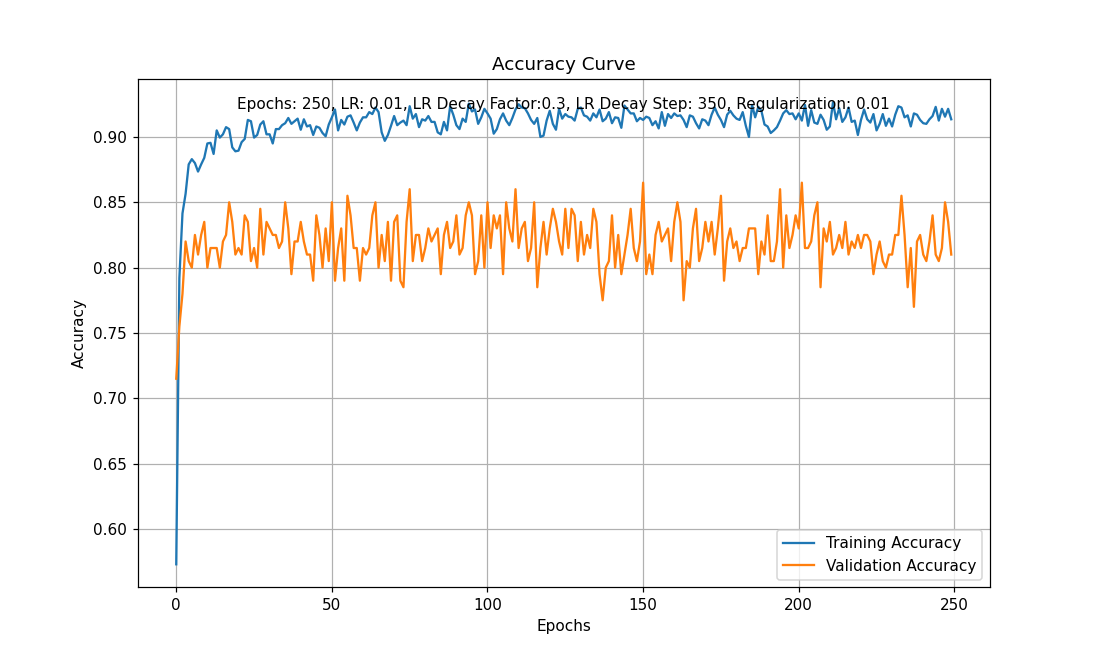 Accuracy Curve
Epochs: 250, LR: 0.01, LR Decay Factor:0.3, LR Decay Step: 350, Regularization: 0.01
Accuracy
0.90
0.85
0.80
0.75
0.70
0.65
0.60
Training Accuracy
Validation Accuracy
0 50 100 150 200 250
Epochs